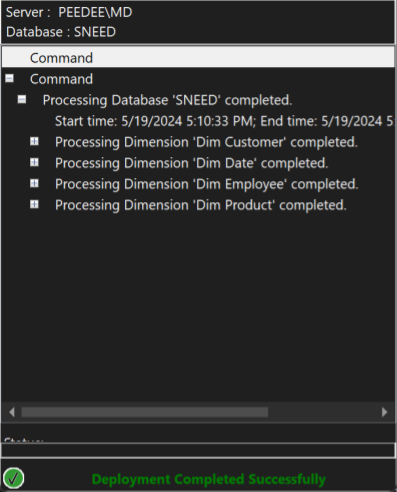 Server : PEEDEE\MD
Database : SNEED
Command
Command
Processing Database 'SNEED' completed.
Start time: 5/19/2024 5:10:33 PM; End time: 5/19/2024 5
Processing Dimension 'Dim Customer' completed.
Processing Dimension 'Dim Date' completed.
Processing Dimension 'Dim Employee' completed.
Processing Dimension 'Dim Product' completed.
Status:
Deployment Completed Successfully